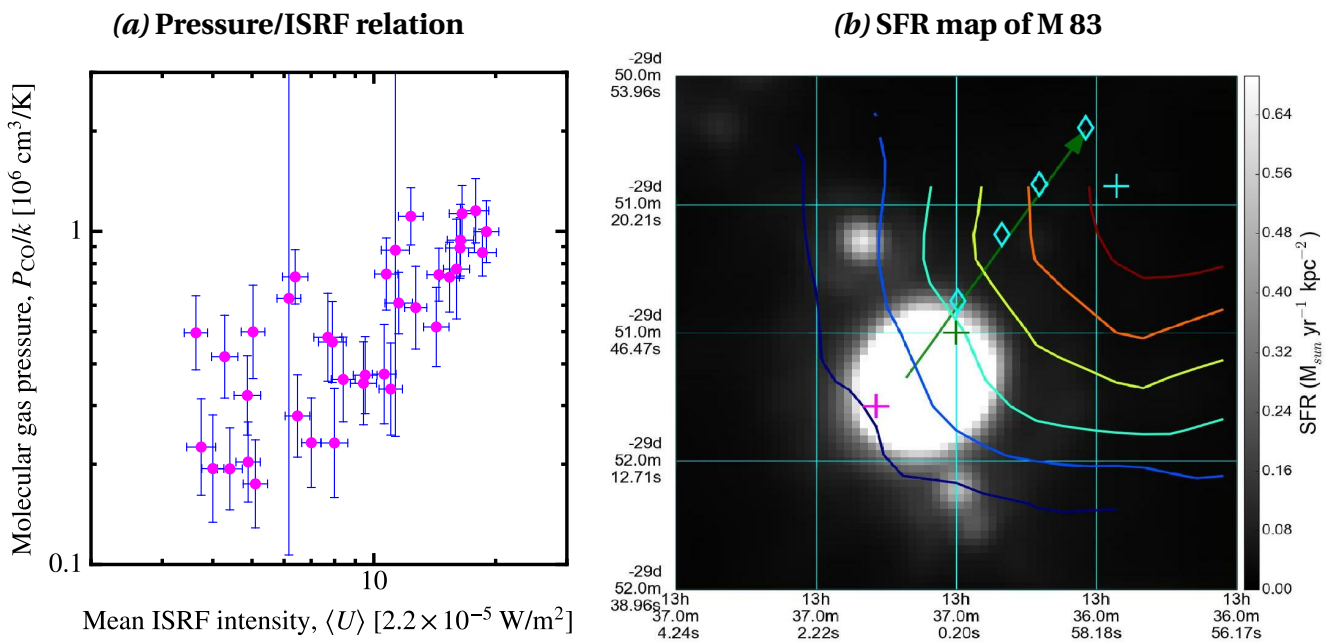 (a) Pressure/ISRF relation
Molecular gas pressure, P_CO/k [10⁶ cm³/K]
1
0.1
10
Mean ISRF intensity, ⟨U⟩ [2.2 × 10⁻⁵ W/m²]
(b) SFR map of M 83
-29d
50.0m
53.96s
-29d
51.0m
20.21s
-29d
51.0m
46.47s
-29d
52.0m
12.71s
-29d
52.0m
38.96s
13h
37.0m
4.24s
13h
37.0m
2.22s
13h
37.0m
0.20s
13h
36.0m
58.18s
13h
36.0m
56.17s
0.64
0.56
0.48
0.40
0.32
0.24
0.16
0.08
0.00
SFR (M_sun yr⁻¹ kpc⁻²)